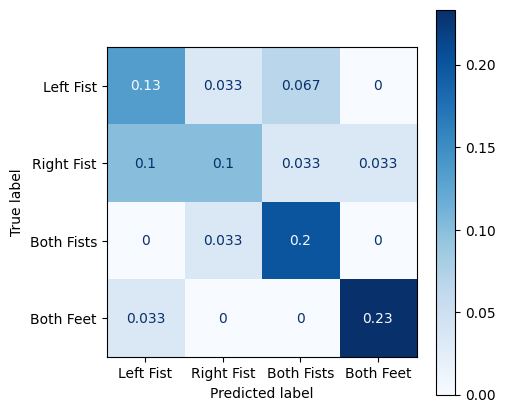 Left Fist 0.13 0.033 0.067 0
Right Fist 0.1 0.1 0.033 0.033
Both Fists 0 0.033 0.2 0
Both Feet 0.033 0 0 0.23
Left Fist Right Fist Both Fists Both Feet
Predicted label
True label
0.20
0.15
0.10
0.05
0.00